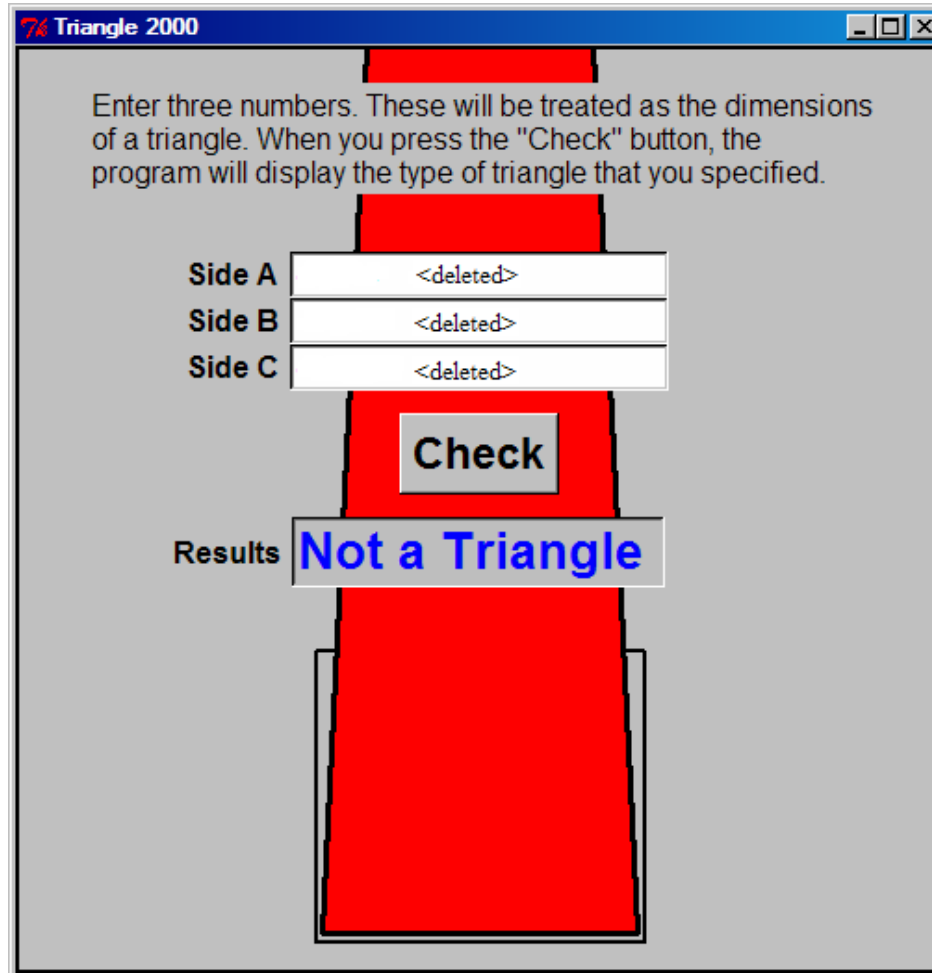 Triangle 2000
Enter three numbers. These will be treated as the dimensions
of a triangle. When you press the "Check" button, the
program will display the type of triangle that you specified.
Side A <deleted>
Side B <deleted>
Side C <deleted>
Check
Results Not a Triangle